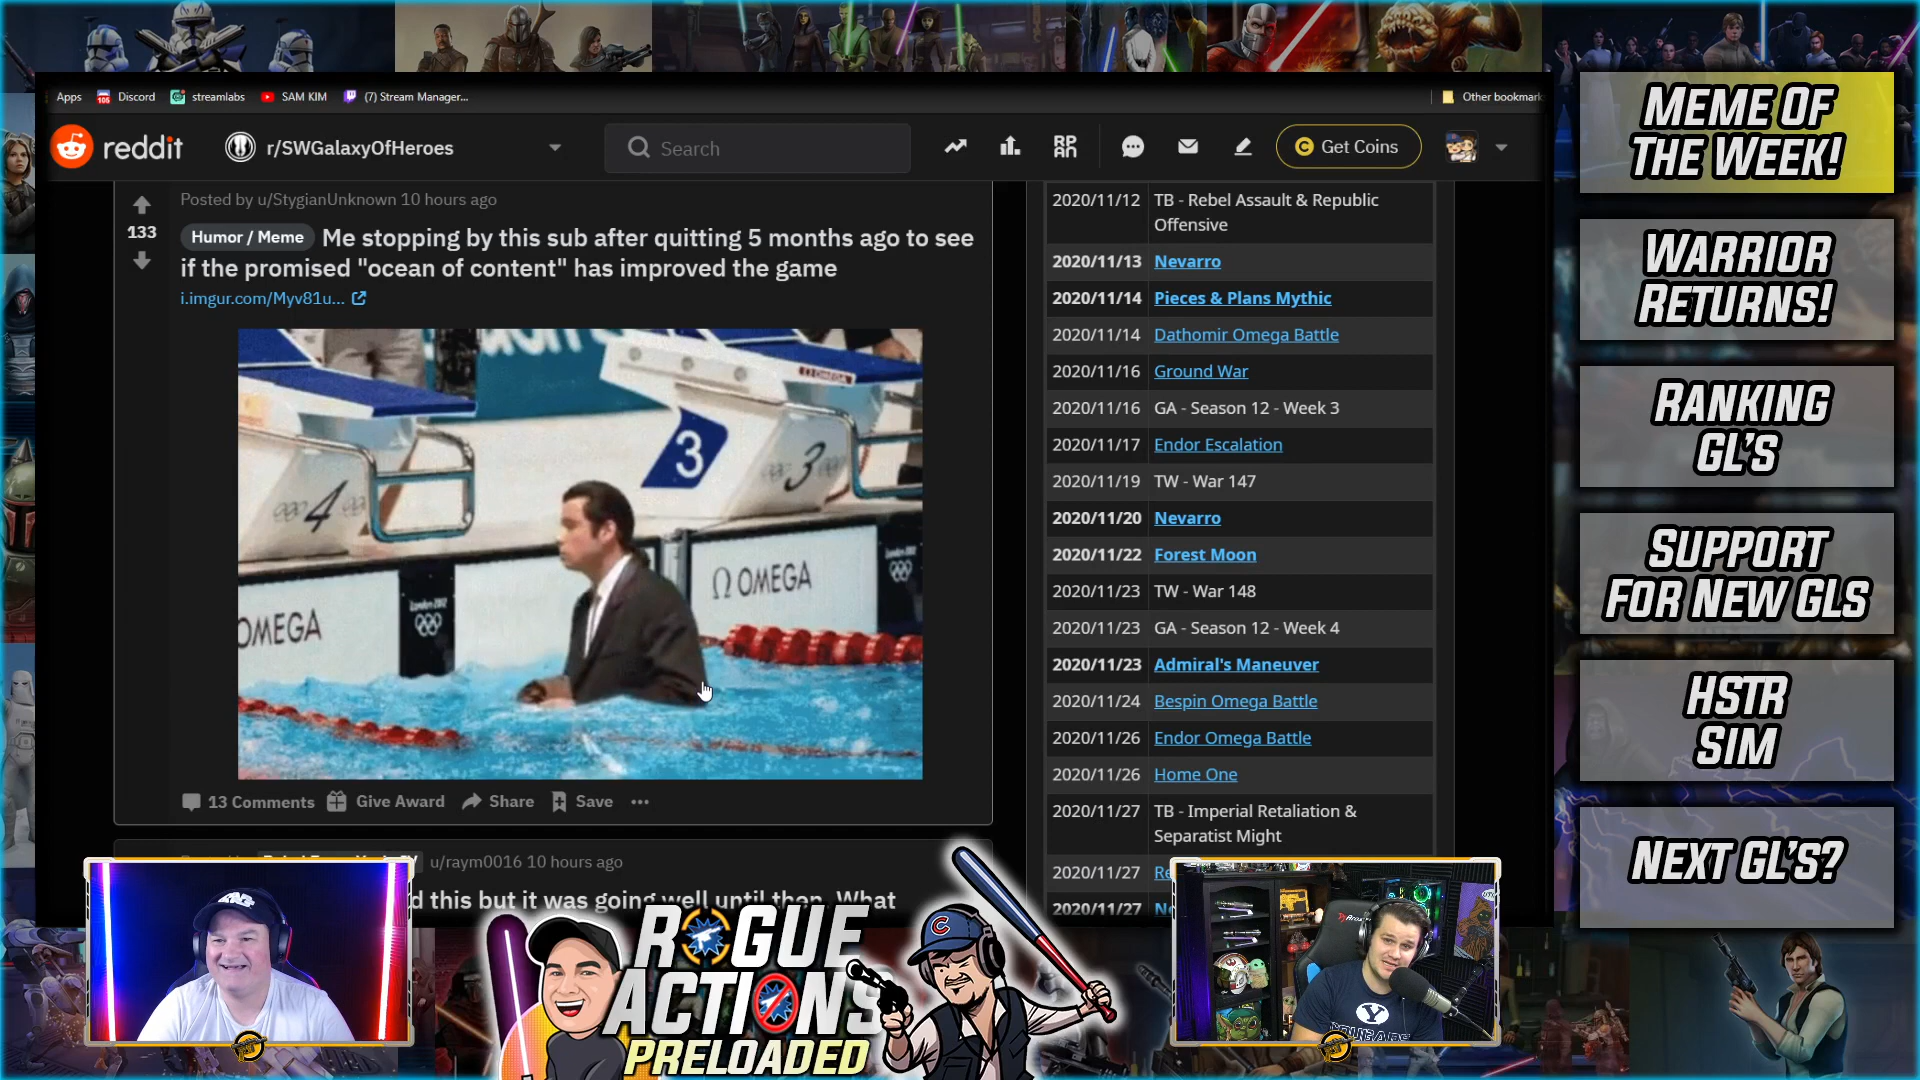 Apps
Discord
streamlabs
SAM KIM
(7) Stream Manager...
Other bookmark
reddit
r/SWGalaxyOfHeroes
Search
Get Coins
Posted by u/StygianUnknown 10 hours ago
133
Humor / Meme
Me stopping by this sub after quitting 5 months ago to see
if the promised "ocean of content" has improved the game
i.imgur.com/Myv81u...
3
3
4
Ω OMEGA
OMEGA
London 2012
13 Comments
Give Award
Share
Save
u/raym0016 10 hours ago
d this but it was going well until then. What
2020/11/12 TB - Rebel Assault & Republic
Offensive
2020/11/13 Nevarro
2020/11/14 Pieces & Plans Mythic
2020/11/14 Dathomir Omega Battle
2020/11/16 Ground War
2020/11/16 GA - Season 12 - Week 3
2020/11/17 Endor Escalation
2020/11/19 TW - War 147
2020/11/20 Nevarro
2020/11/22 Forest Moon
2020/11/23 TW - War 148
2020/11/23 GA - Season 12 - Week 4
2020/11/23 Admiral's Maneuver
2020/11/24 Bespin Omega Battle
2020/11/26 Endor Omega Battle
2020/11/26 Home One
2020/11/27 TB - Imperial Retaliation &
Separatist Might
2020/11/27 Re
2020/11/27 Ne
MEME OF
THE WEEK!
WARRIOR
RETURNS!
RANKING
GL'S
SUPPORT
FOR NEW GLS
HSTR
SIM
NEXT GL'S?
ROGUE
ACTIONS
PRELOADED
C
Y